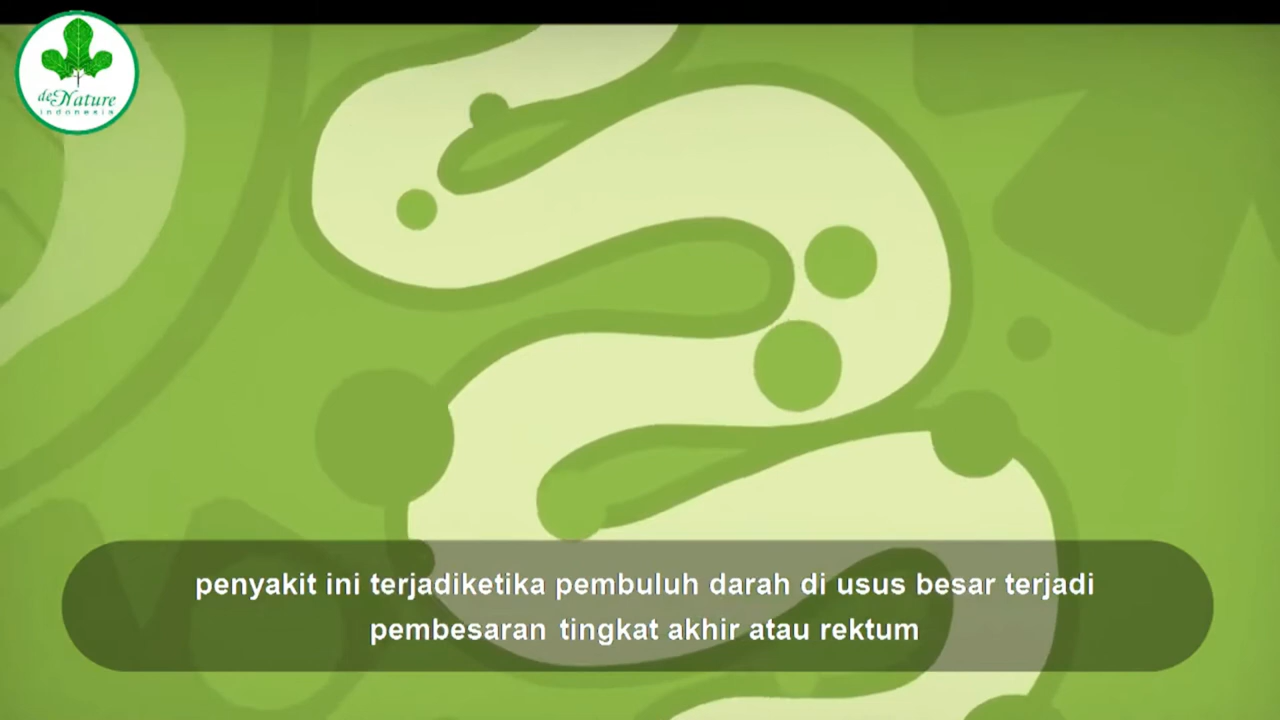 deNature
indonesia
penyakit ini terjadiketika pembuluh darah di usus besar terjadi
pembesaran tingkat akhir atau rektum